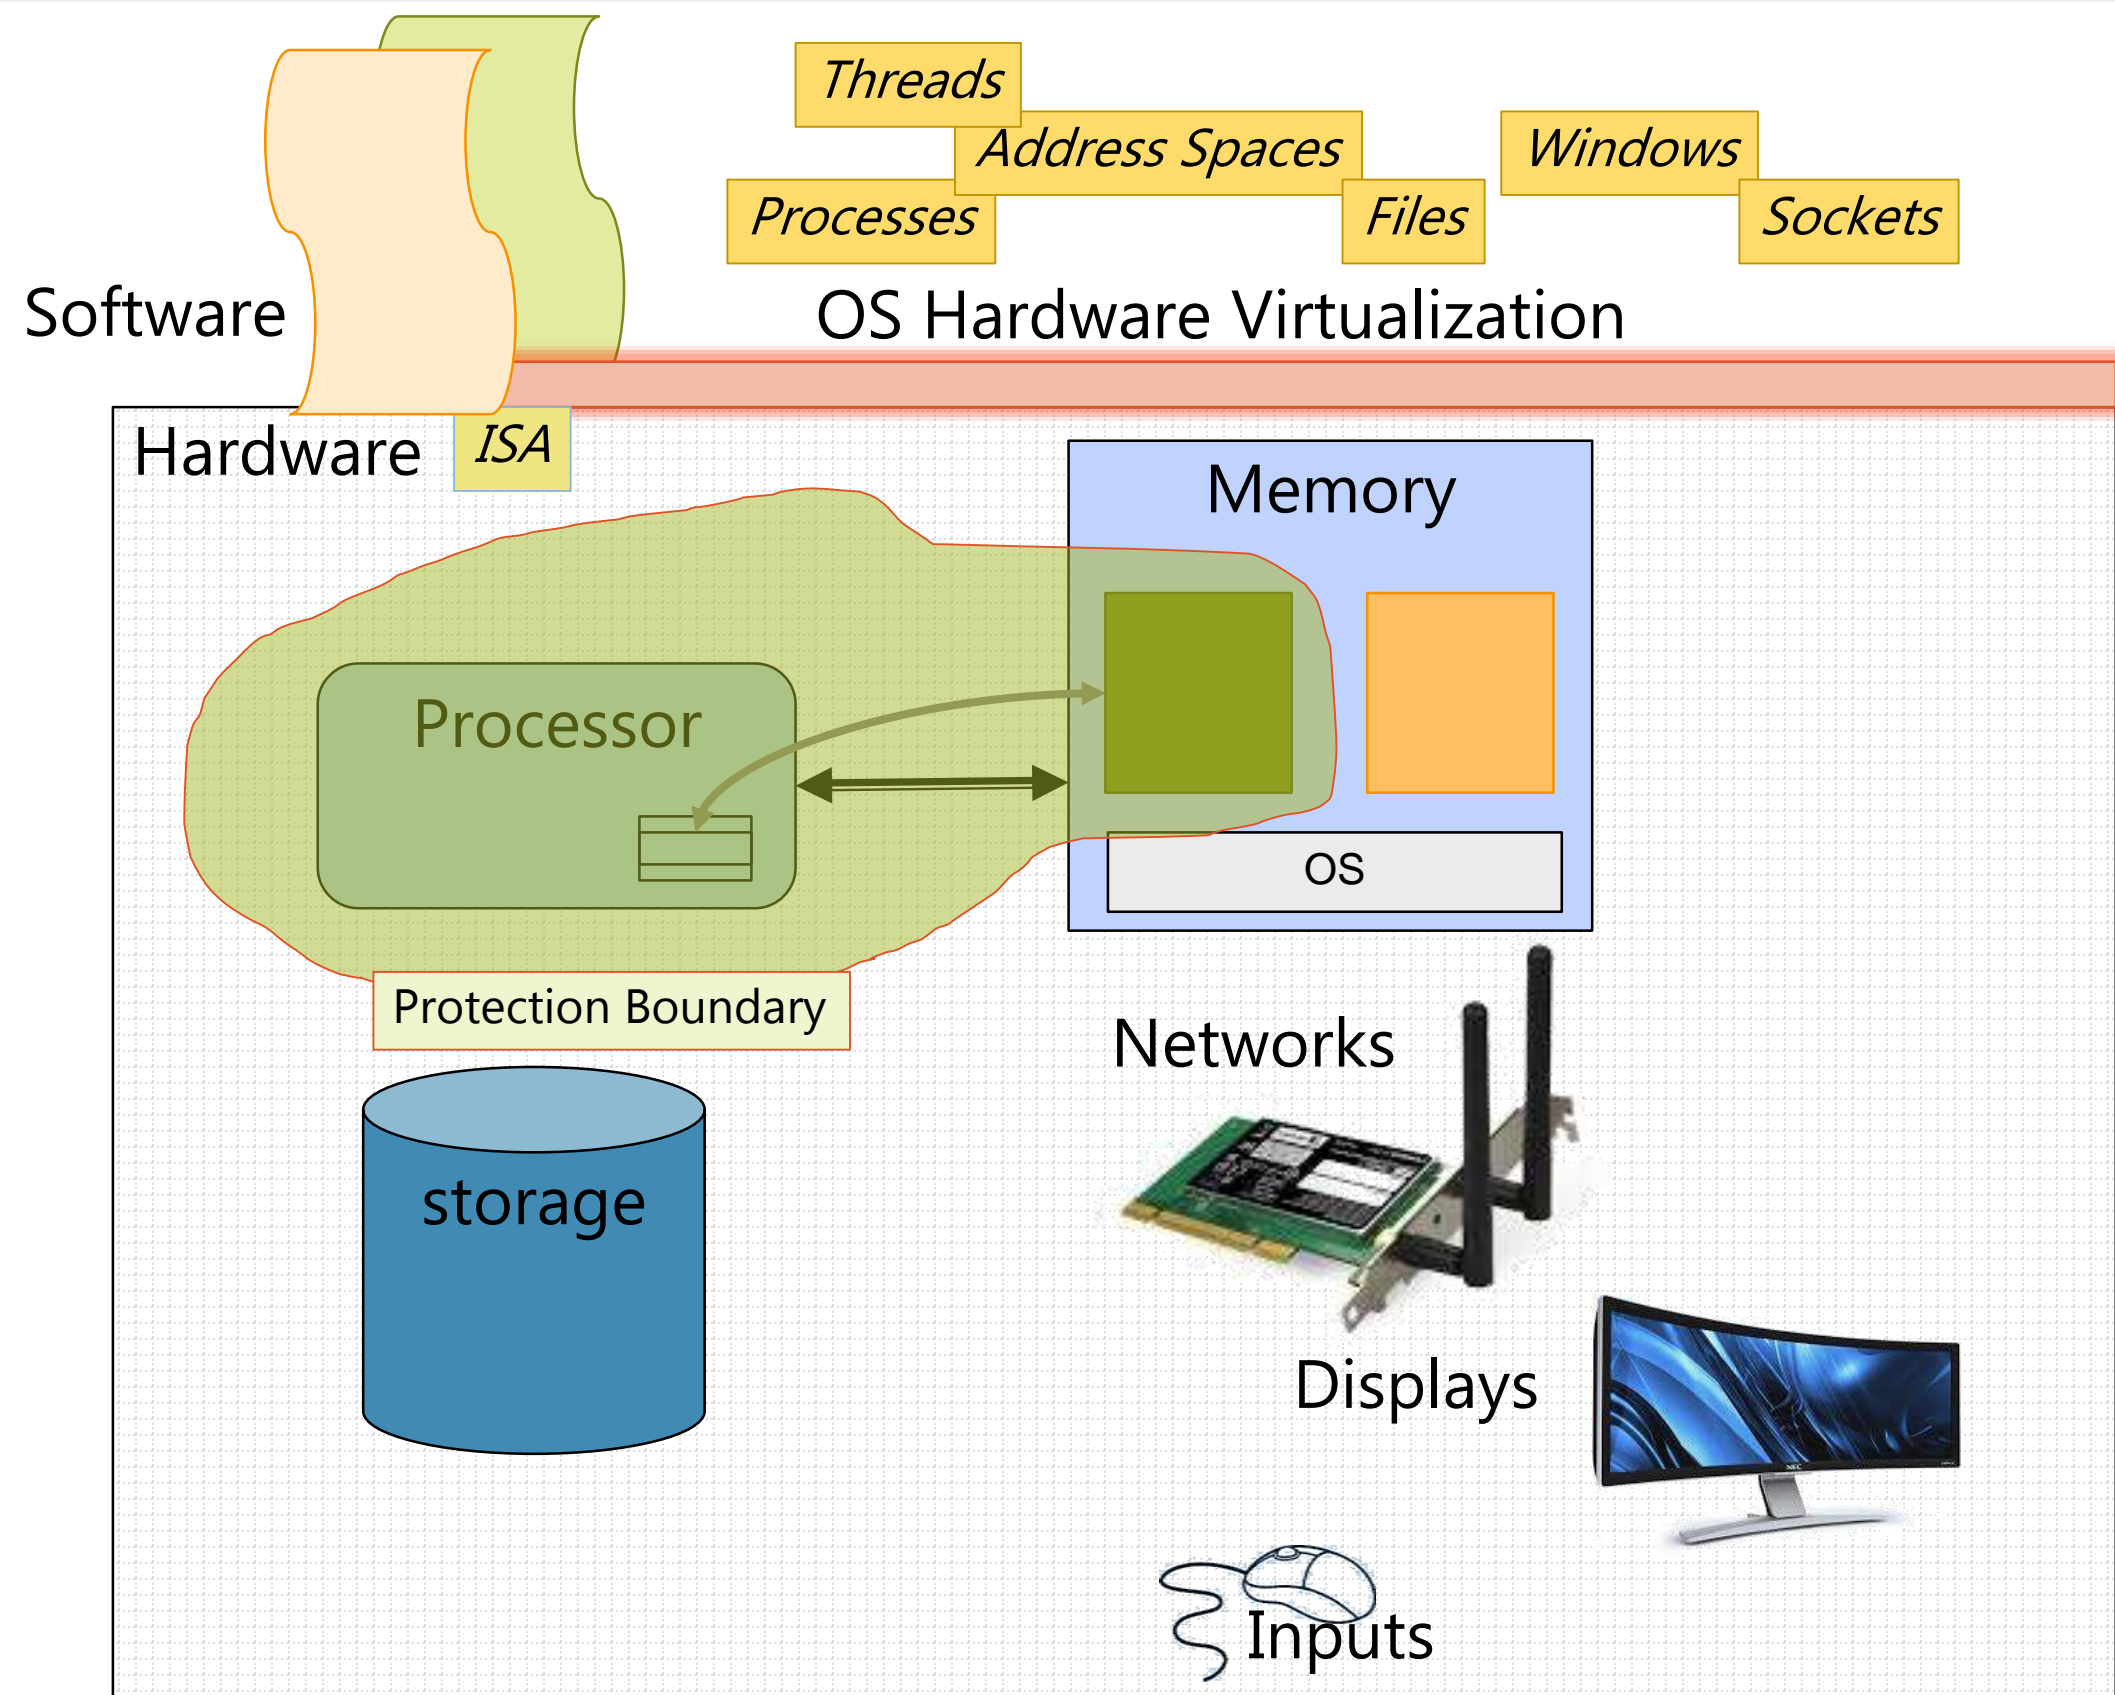 Threads
Address Spaces
Windows
Processes
Files
Sockets
Software
OS Hardware Virtualization
Hardware
ISA
Memory
Processor
OS
Protection Boundary
Networks
storage
Displays
NEC
Inputs